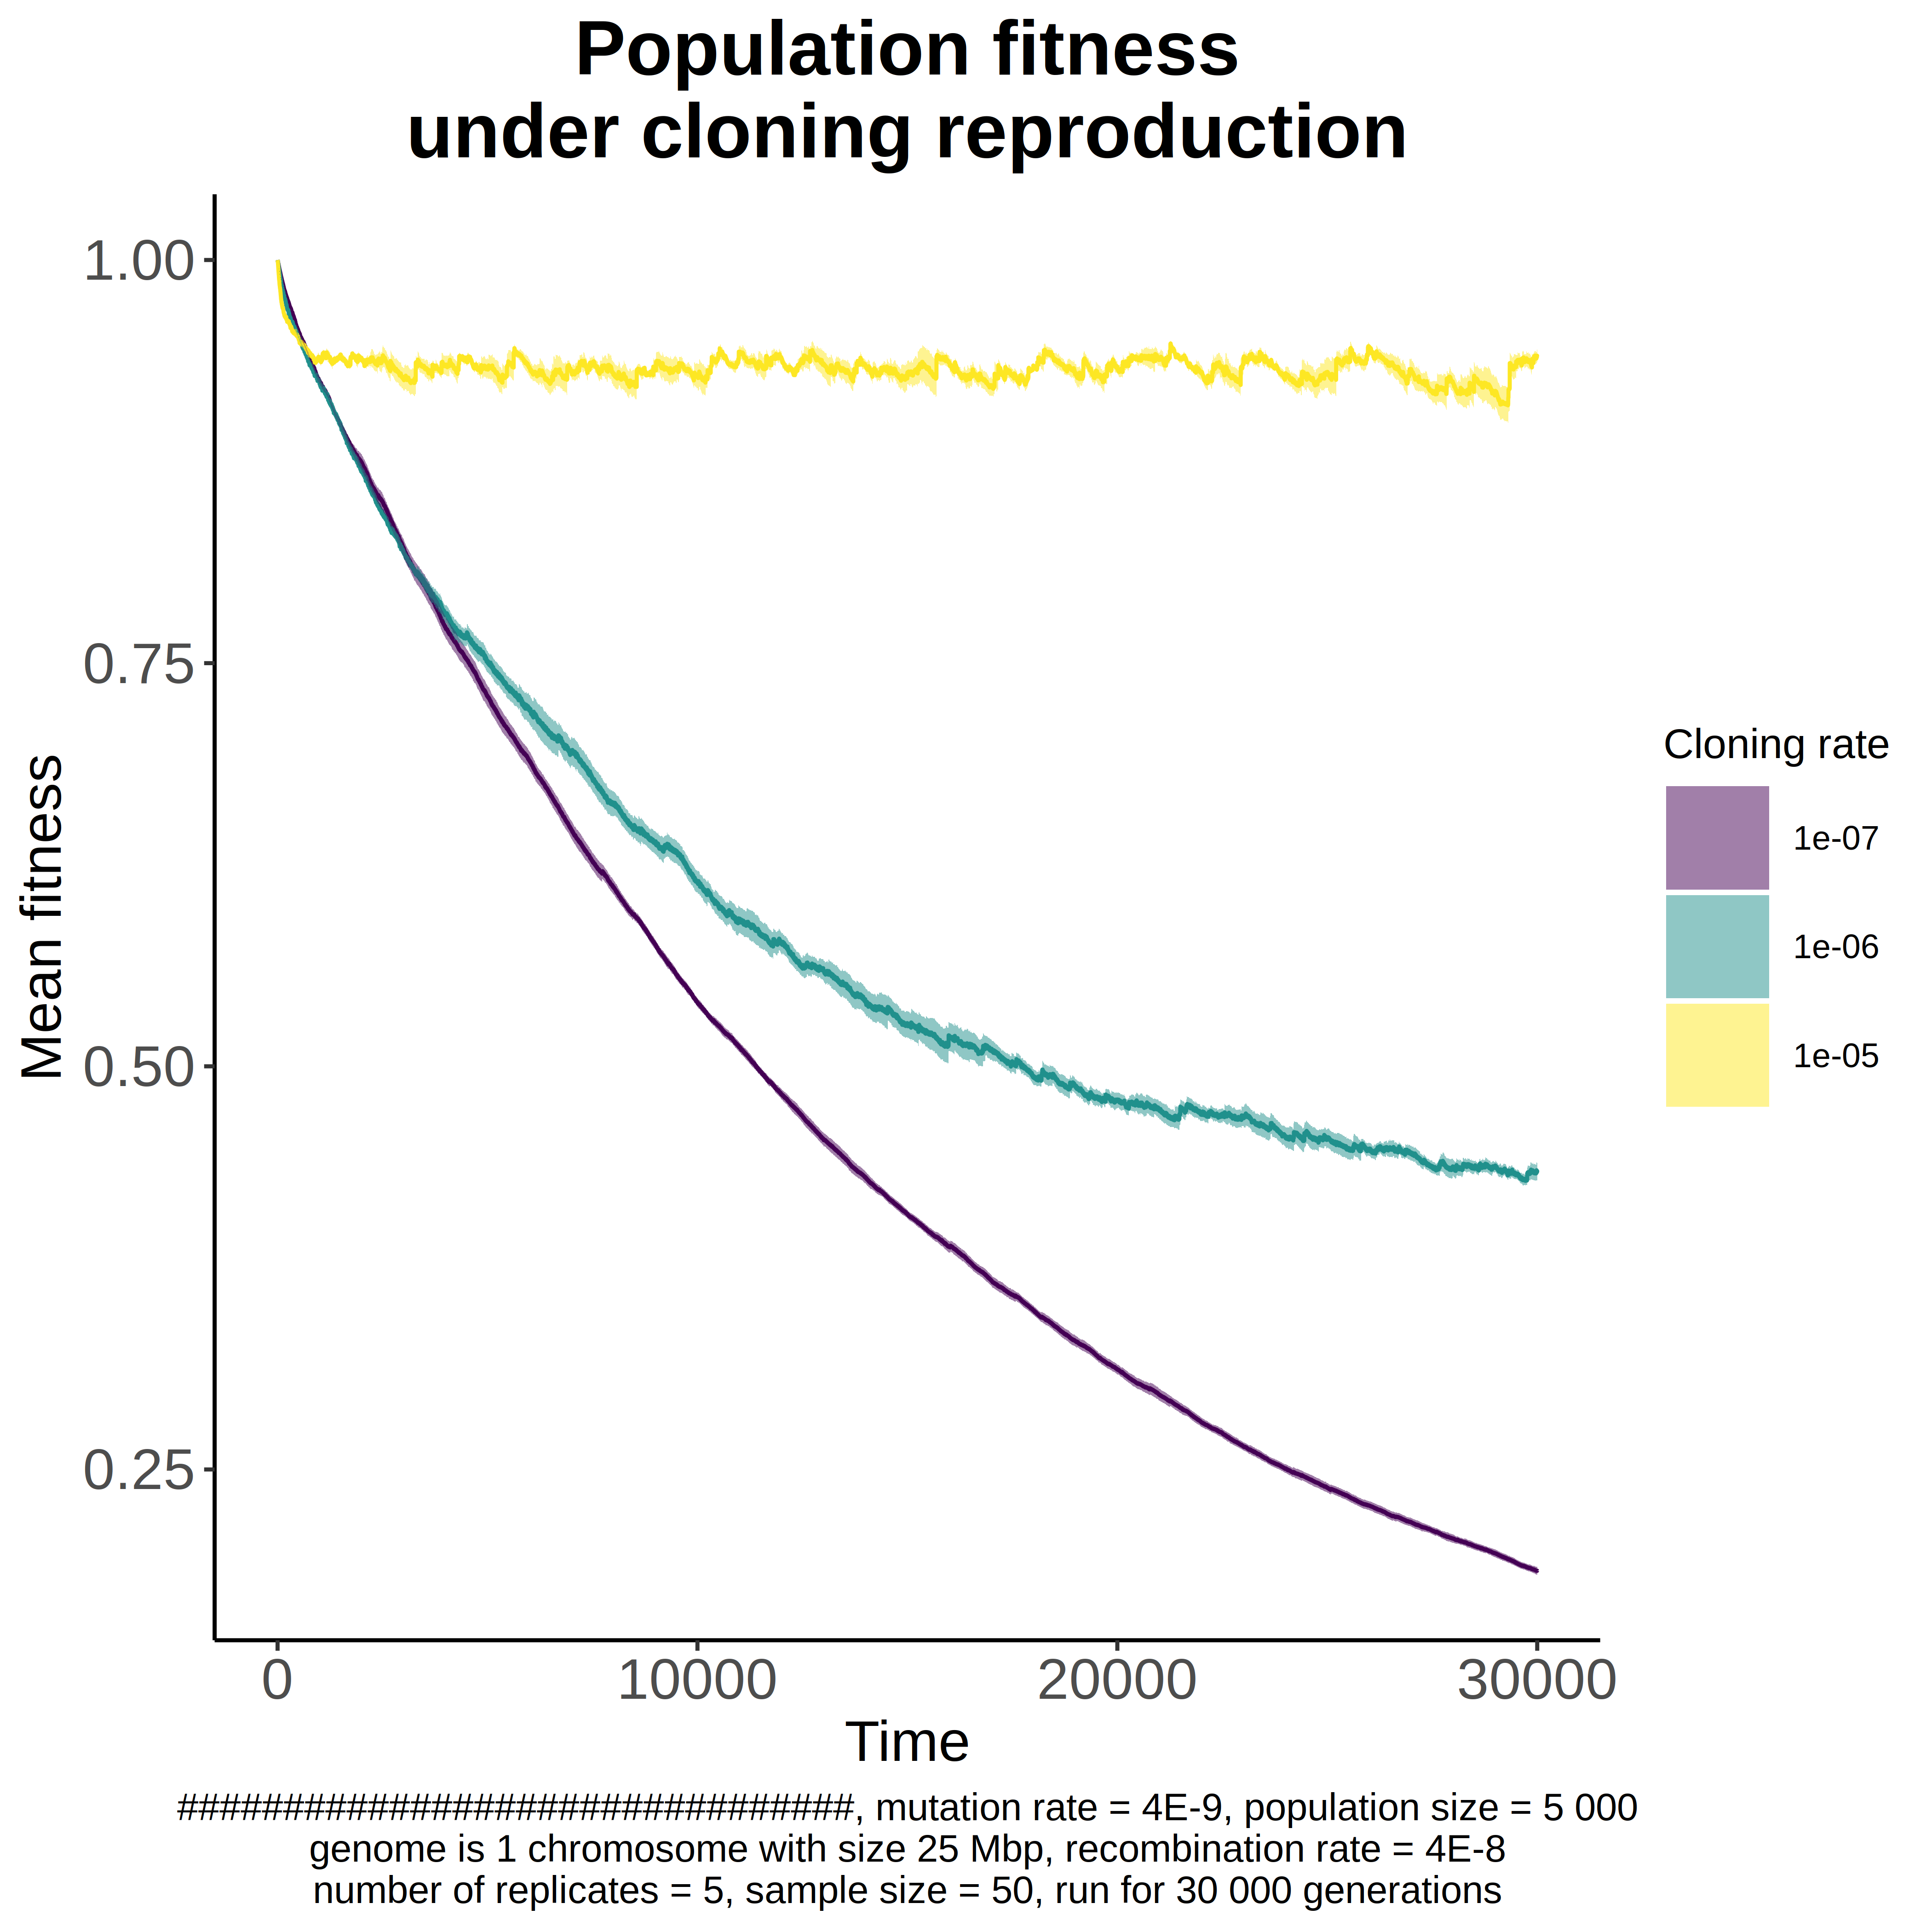 Population fitness
under cloning reproduction
1.00
0.75
0.50
0.25
Mean fitness
0 10000 20000 30000
Time
Cloning rate
1e-07
1e-06
1e-05
################################, mutation rate = 4E-9, population size = 5 000
genome is 1 chromosome with size 25 Mbp, recombination rate = 4E-8
number of replicates = 5, sample size = 50, run for 30 000 generations